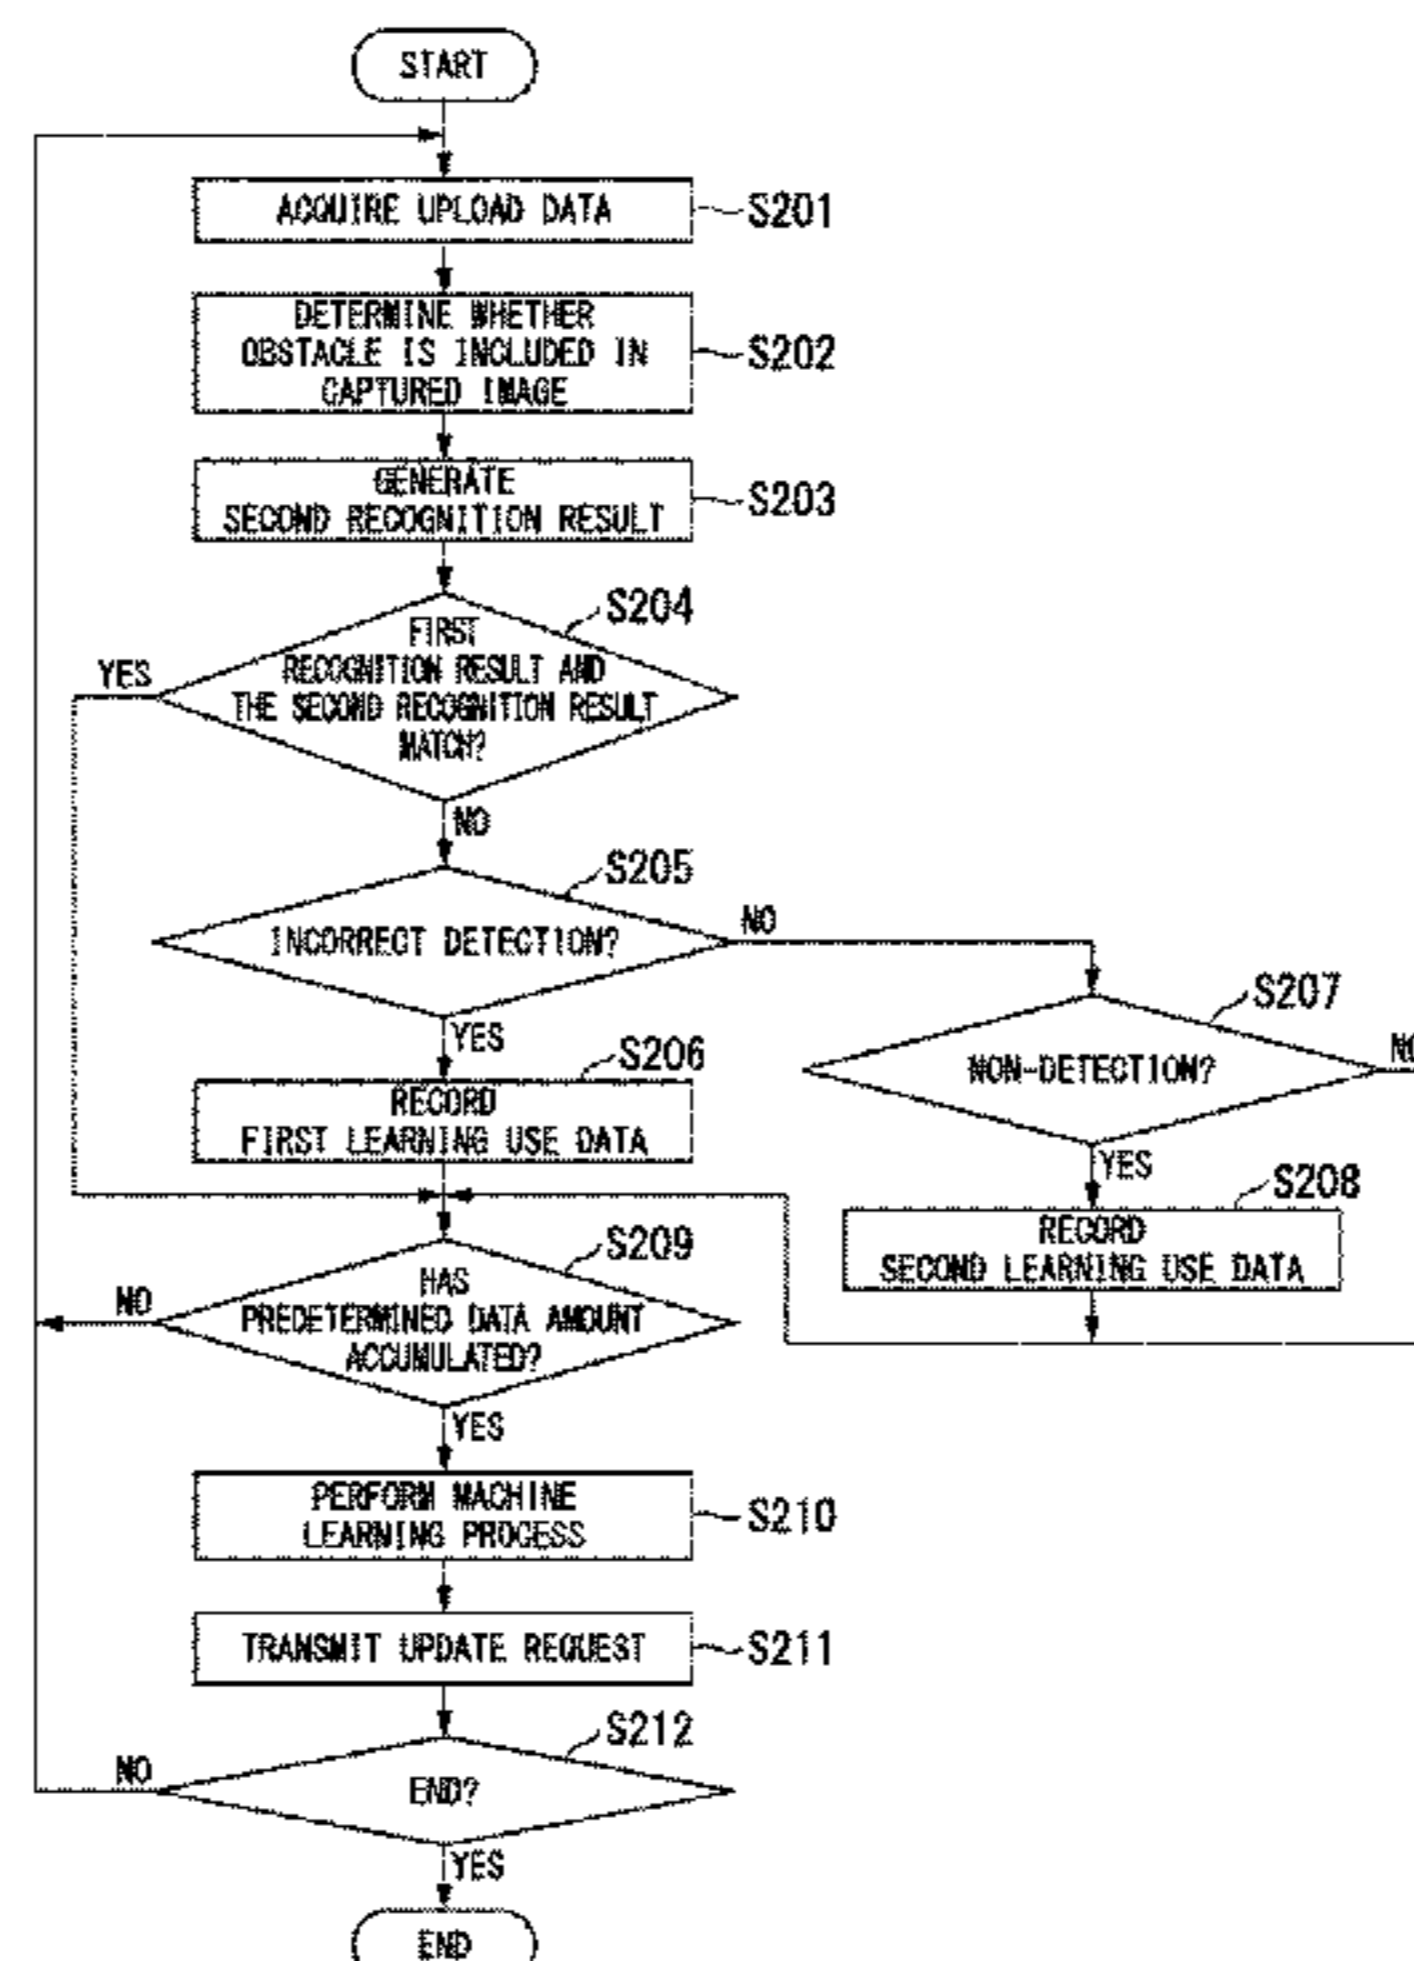 START
ACQUIRE UPLOAD DATA
S201
DETERMINE WHETHER
OBSTACLE IS INCLUDED IN
CAPTURED IMAGE
S202
GENERATE
SECOND RECOGNITION RESULT
S203
S204
FIRST
RECOGNITION RESULT AND
THE SECOND RECOGNITION RESULT
MATCH?
YES
NO
S205
INCORRECT DETECTION?
NO
YES
S206
RECORD
FIRST LEARNING USE DATA
S207
NON-DETECTION?
NO
YES
S208
RECORD
SECOND LEARNING USE DATA
S209
HAS
PREDETERMINED DATA AMOUNT
ACCUMULATED?
NO
YES
PERFORM MACHINE
LEARNING PROCESS
S210
TRANSMIT UPDATE REQUEST
S211
S212
END?
NO
YES
END